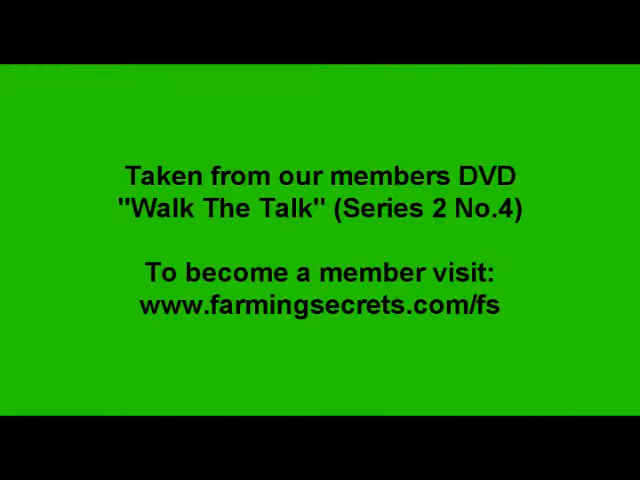 Taken from our members DVD
"Walk The Talk" (Series 2 No.4)
To become a member visit:
www.farmingsecrets.com/fs